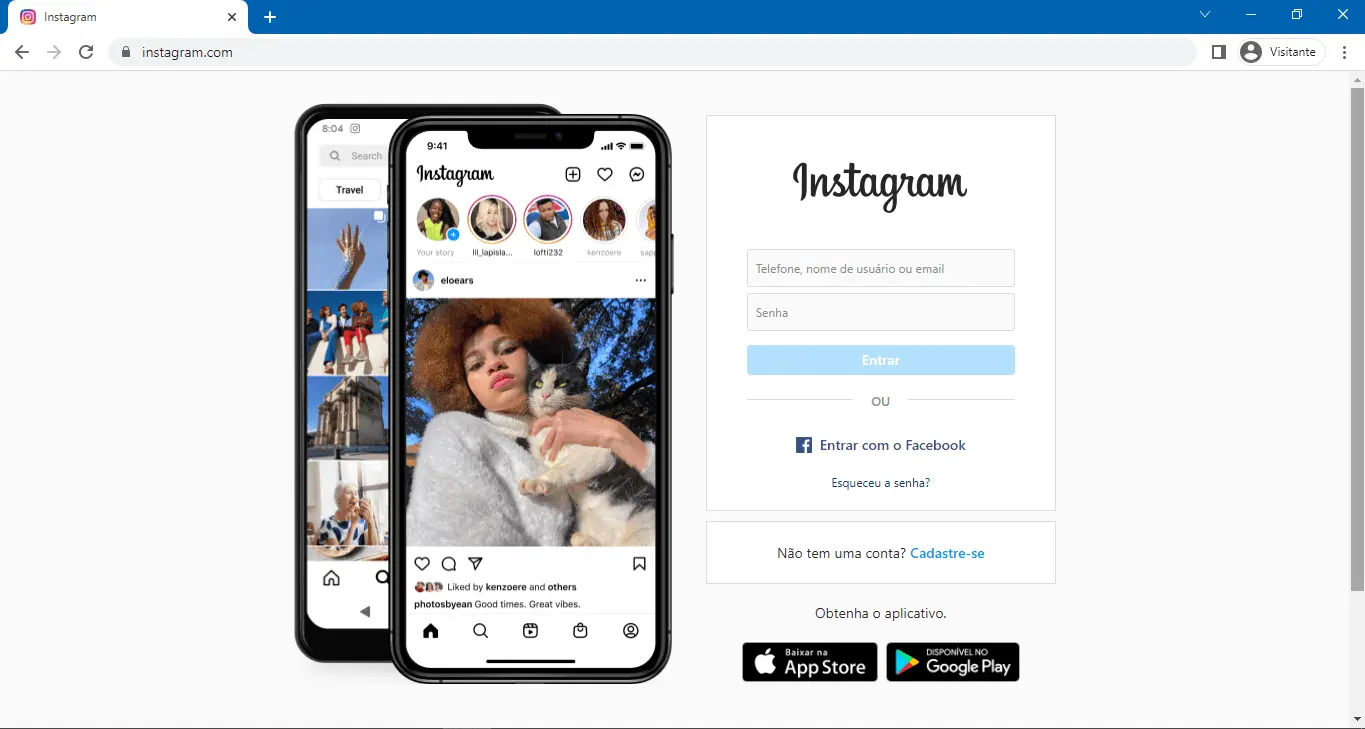 Instagram
instagram.com
Visitante
8:04
Search
Travel
9:41
Instagram
Your story
lil_lapisla...
lofti232
kenzoere
sapp
eloears
Liked by kenzoere and others
photosbyean Good times. Great vibes.
Instagram
Telefone, nome de usuário ou email
Senha
Entrar
OU
Entrar com o Facebook
Esqueceu a senha?
Não tem uma conta? Cadastre-se
Obtenha o aplicativo.
Baixar na
App Store
DISPONÍVEL NO
Google Play